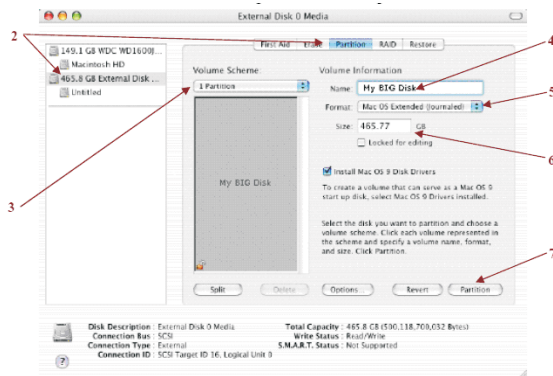 External Disk 0 Media
2
149.1 GB WDC WD1600J...
Macintosh HD
465.8 GB External Disk ...
Untitled
First Aid Erase Partition RAID Restore
Volume Scheme:
1 Partition
3
My BIG Disk
Volume Information
Name: My BIG Disk
4
Format: Mac OS Extended (Journaled)
5
Size: 465.77 GB
6
Locked for editing
Install Mac OS 9 Disk Drivers
To create a volume that can serve as a Mac OS 9
start up disk, select Mac OS 9 Drivers installed.
Select the disk you want to partition and choose a
volume scheme. Click each volume represented in
the scheme and specify a volume name, format,
and size. Click Partition.
7
Split Delete Options... Revert Partition
Disk Description : External Disk 0 Media
Connection Bus : SCSI
Connection Type : External
Connection ID : SCSI Target ID 16, Logical Unit 0
Total Capacity : 465.8 GB (500,118,700,032 Bytes)
Write Status : Read/Write
S.M.A.R.T. Status : Not Supported
?